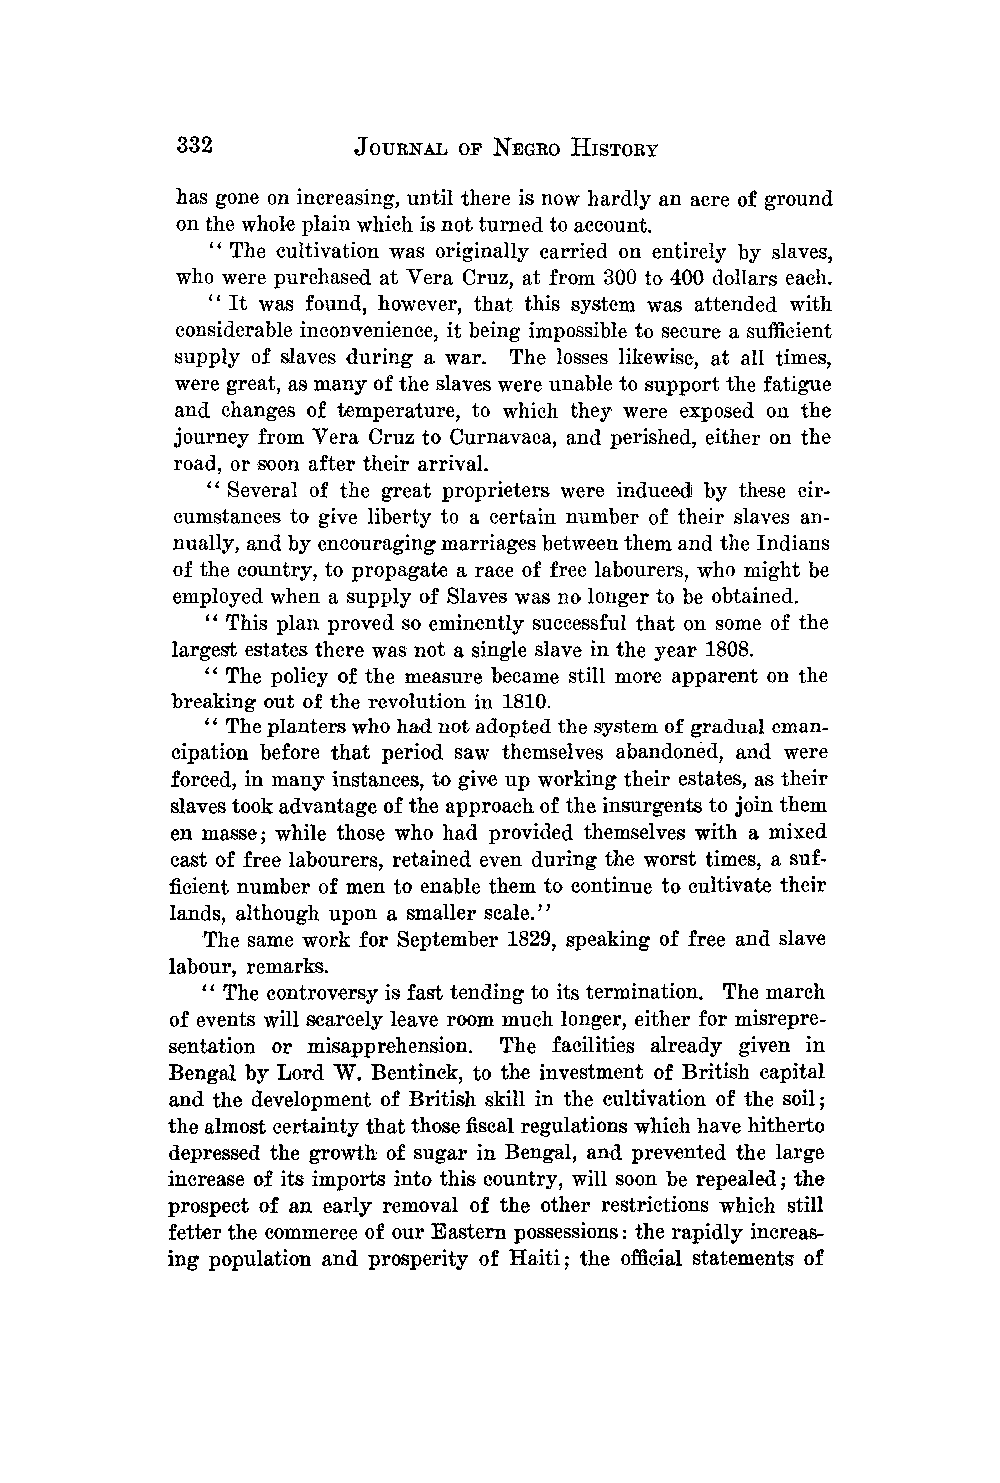 332 JOURNAL OF NEGRO HISTORY
has gone on increasing, until there is now hardly an acre of ground
on the whole plain which is not turned to account.
“ The cultivation was originally carried on entirely by slaves,
who were purchased at Vera Cruz, at from 300 to 400 dollars each.
“ It was found, however, that this system was attended with
considerable inconvenience, it being impossible to secure a sufficient
supply of slaves during a war. The losses likewise, at all times,
were great, as many of the slaves were unable to support the fatigue
and changes of temperature, to which they were exposed on the
journey from Vera Cruz to Curnavaca, and perished, either on the
road, or soon after their arrival.
“ Several of the great proprieters were induced by these cir-
cumstances to give liberty to a certain number of their slaves an-
nually, and by encouraging marriages between them and the Indians
of the country, to propagate a race of free labourers, who might be
employed when a supply of Slaves was no longer to be obtained.
“ This plan proved so eminently successful that on some of the
largest estates there was not a single slave in the year 1808.
“ The policy of the measure became still more apparent on the
breaking out of the revolution in 1810.
“ The planters who had not adopted the system of gradual eman-
cipation before that period saw themselves abandoned, and were
forced, in many instances, to give up working their estates, as their
slaves took advantage of the approach of the insurgents to join them
en masse; while those who had provided themselves with a mixed
cast of free labourers, retained even during the worst times, a suf-
ficient number of men to enable them to continue to cultivate their
lands, although upon a smaller scale.”
The same work for September 1829, speaking of free and slave
labour, remarks.
“ The controversy is fast tending to its termination. The march
of events will scarcely leave room much longer, either for misrepre-
sentation or misapprehension. The facilities already given in
Bengal by Lord W. Bentinck, to the investment of British capital
and the development of British skill in the cultivation of the soil;
the almost certainty that those fiscal regulations which have hitherto
depressed the growth of sugar in Bengal, and prevented the large
increase of its imports into this country, will soon be repealed; the
prospect of an early removal of the other restrictions which still
fetter the commerce of our Eastern possessions: the rapidly increas-
ing population and prosperity of Haiti; the official statements of